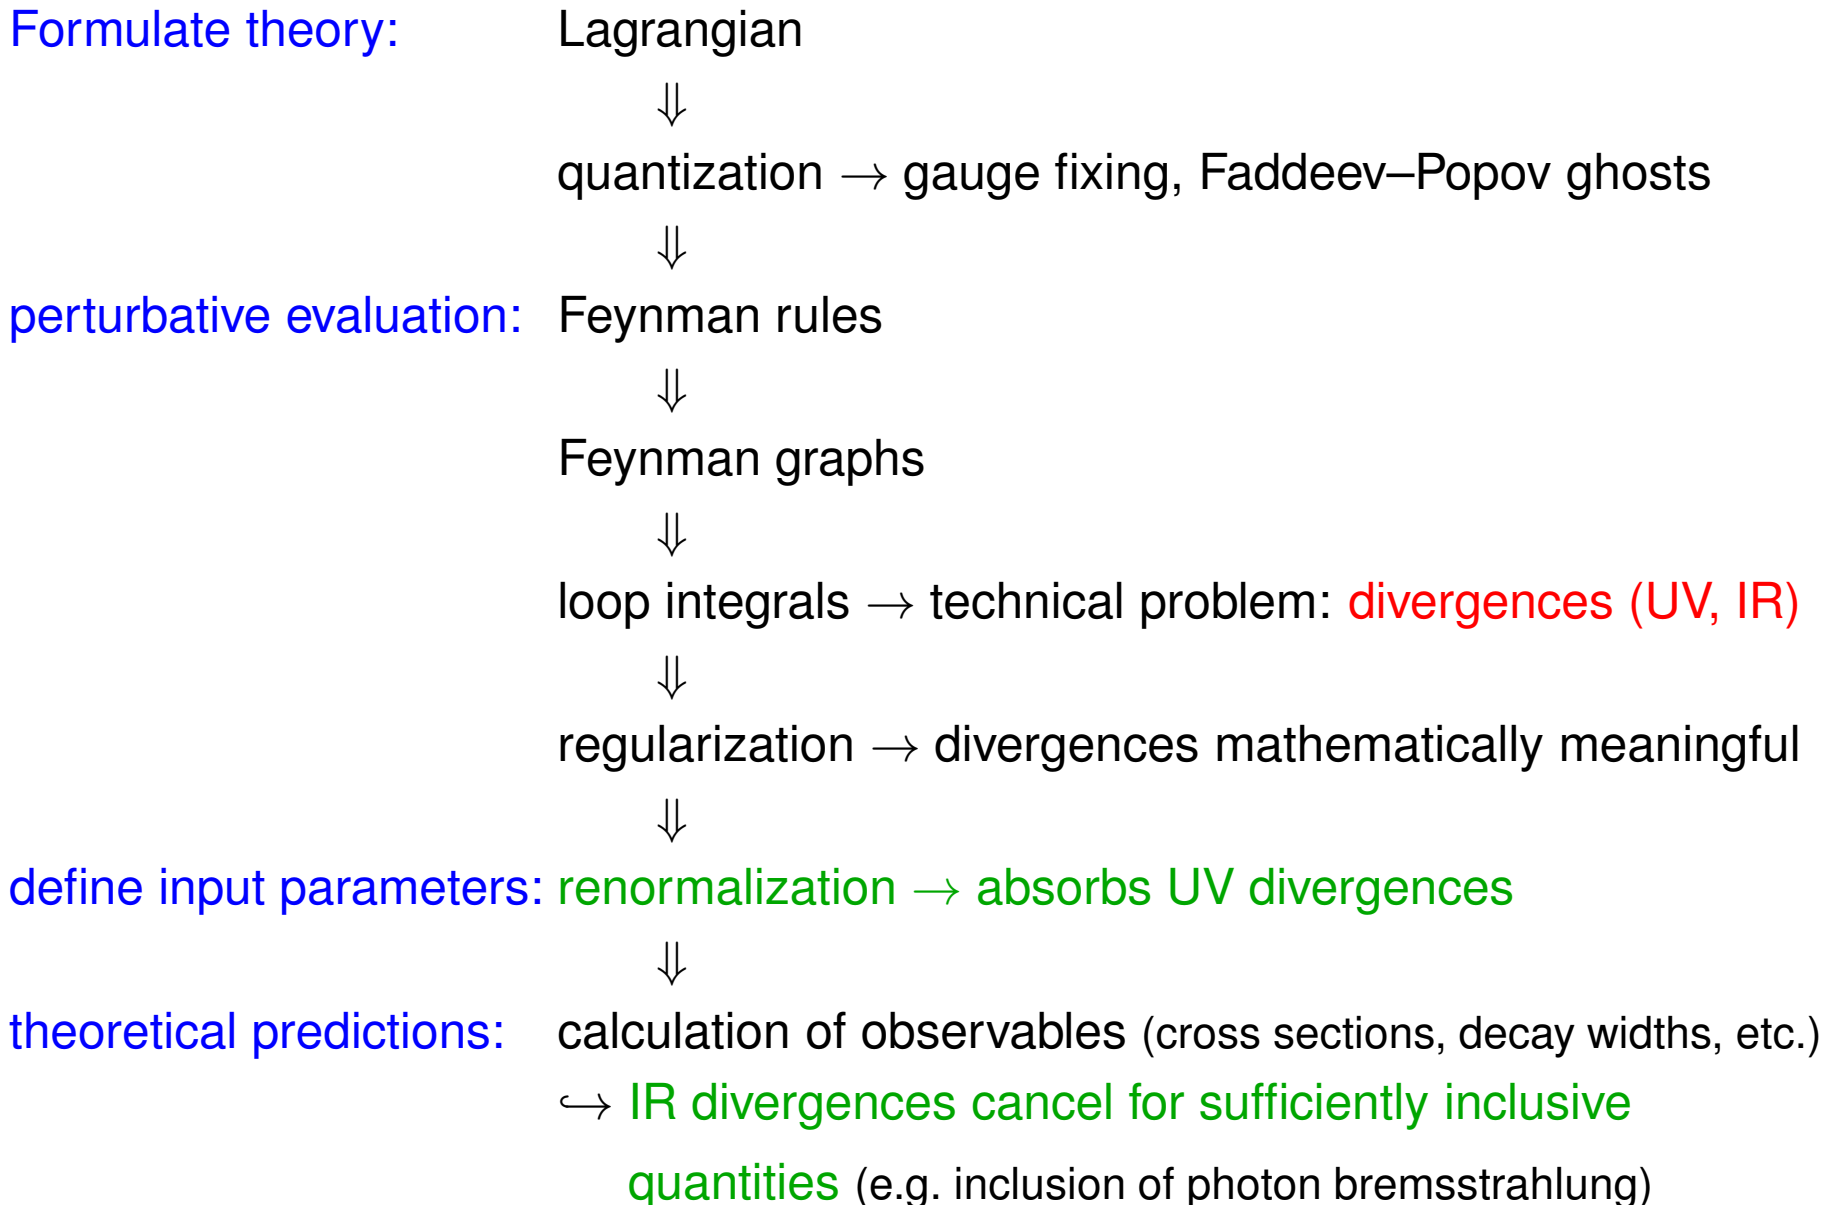 Formulate theory: Lagrangian
⇓
quantization → gauge fixing, Faddeev–Popov ghosts
⇓
perturbative evaluation: Feynman rules
⇓
Feynman graphs
⇓
loop integrals → technical problem: divergences (UV, IR)
⇓
regularization → divergences mathematically meaningful
⇓
define input parameters: renormalization → absorbs UV divergences
⇓
theoretical predictions: calculation of observables (cross sections, decay widths, etc.)
↪ IR divergences cancel for sufficiently inclusive
quantities (e.g. inclusion of photon bremsstrahlung)